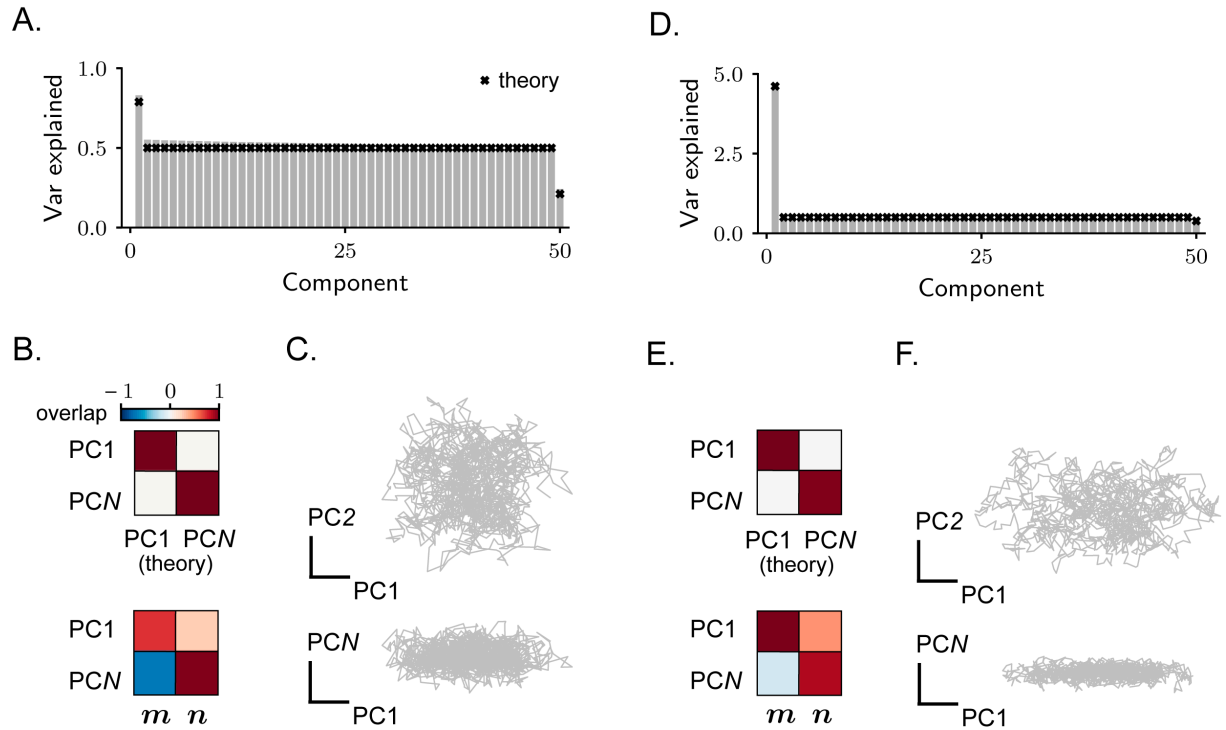 A.
1.0
0.5
0.0
Var explained
theory
0
25
50
Component
B.
−1
0
1
overlap
PC1
PCN
PC1 PCN
(theory)
PC1
PCN
m n
C.
PC2
PC1
PCN
PC1
D.
5.0
2.5
0.0
Var explained
0
25
50
Component
E.
PC1
PCN
PC1 PCN
(theory)
PC1
PCN
m n
F.
PC2
PC1
PCN
PC1